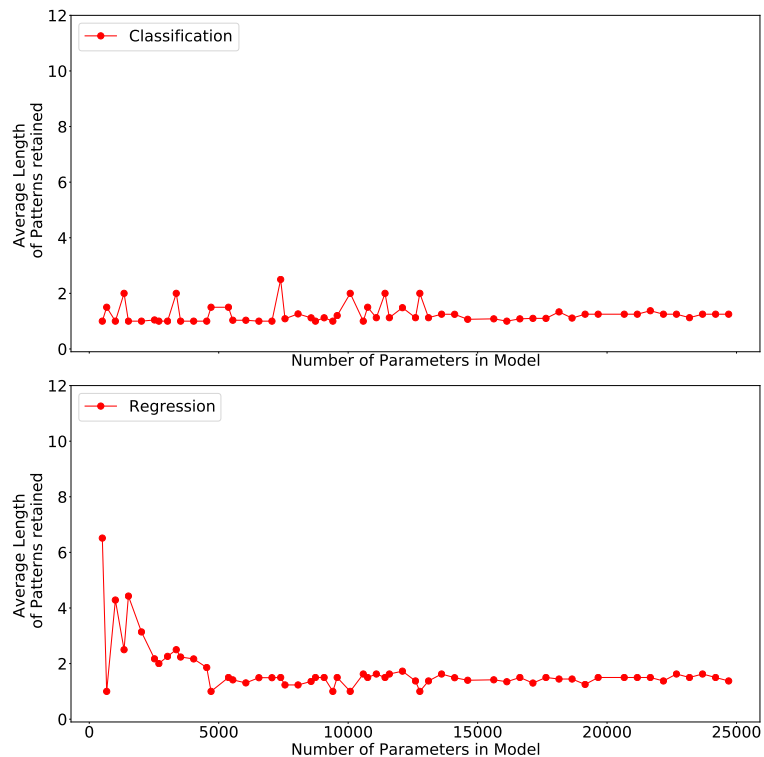 12
Classification
10
8
6
4
2
0
Average Length
of Patterns retained
Number of Parameters in Model
12
Regression
10
8
6
4
2
0
Average Length
of Patterns retained
0 5000 10000 15000 20000 25000
Number of Parameters in Model